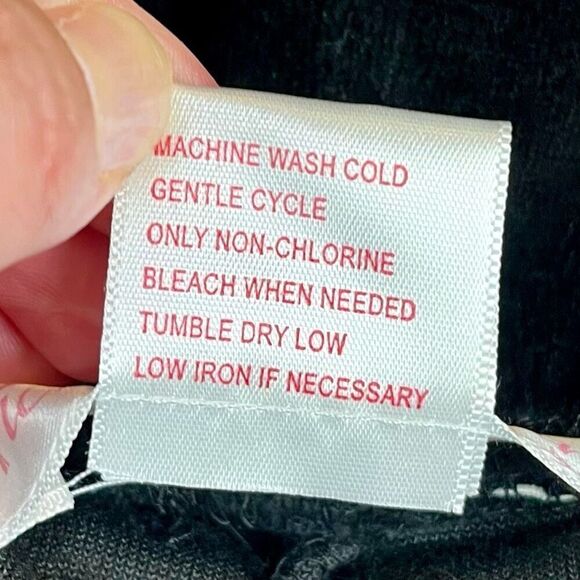 MACHINE WASH COLD
GENTLE CYCLE
ONLY NON-CHLORINE
BLEACH WHEN NEEDED
TUMBLE DRY LOW
LOW IRON IF NECESSARY